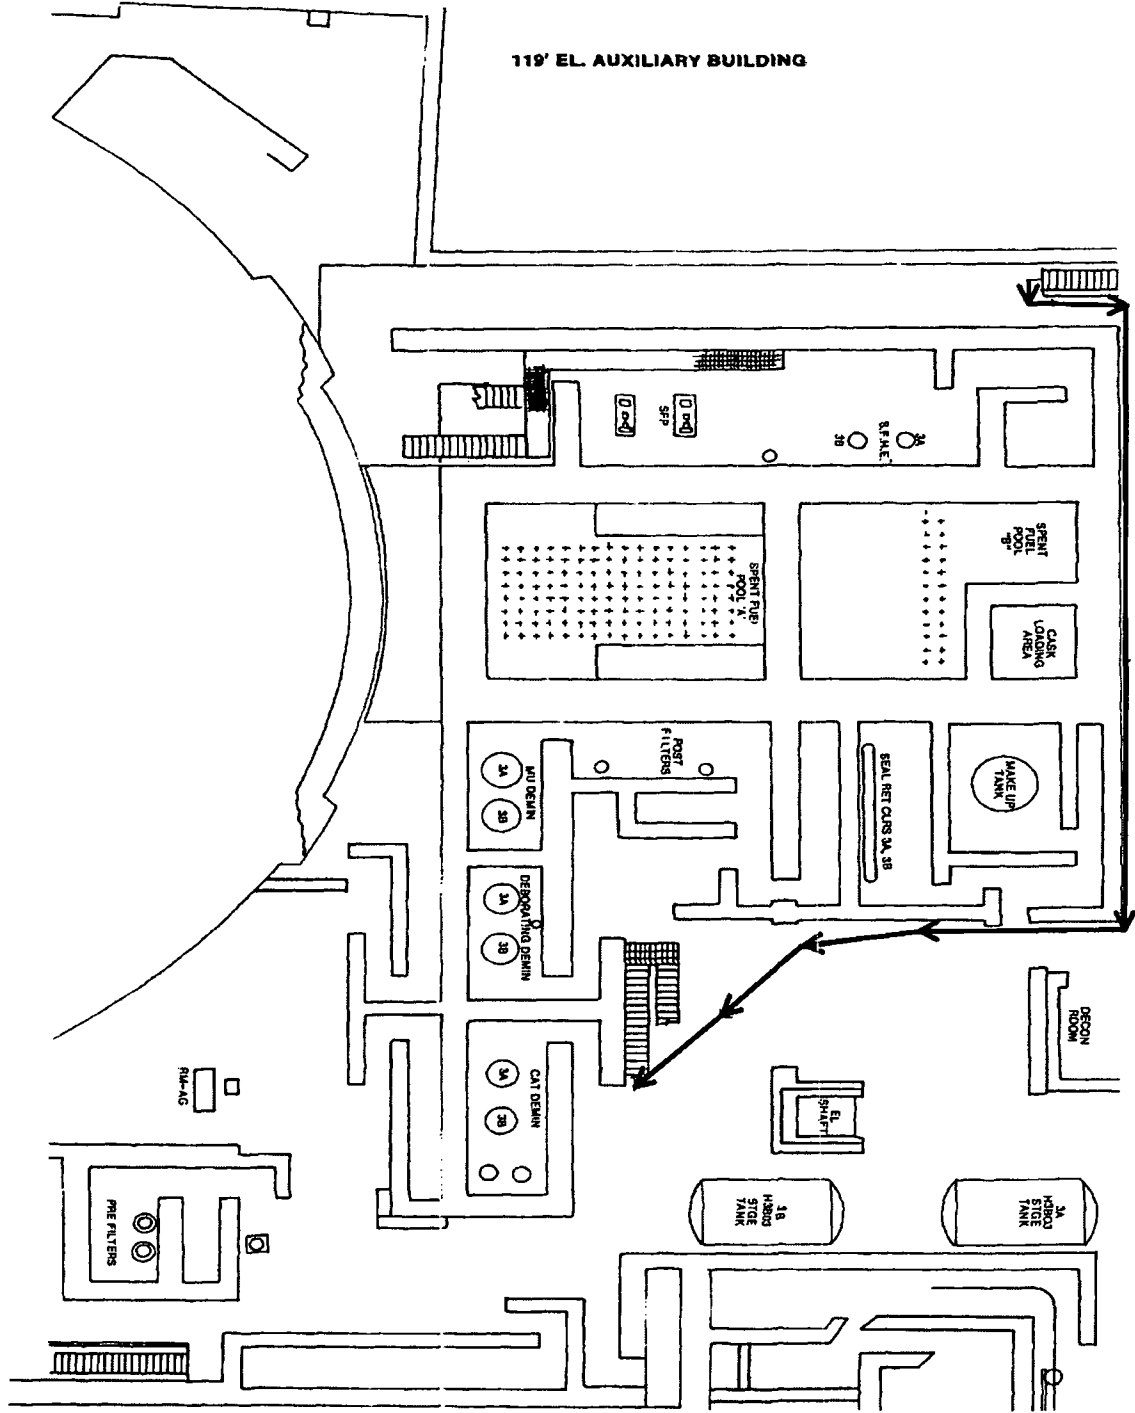 119' EL. AUXILIARY BUILDING
SFP
3B
3A
S.F.H.E.
SPENT
FUEL
POOL
"B"
SPENT FUEL
POOL 'A'
CASK
LOADING
AREA
POST
FILTERS
3A
3B
MU DEMIN
SEAL RET CLRS 3A, 3B
MAKE UP
TANK
3A
3B
DEBORATING DEMIN
DECON
ROOM
3A
3B
CAT DEMIN
RM-AG
EL
SHAFT
3B
H3BO3
STGE
TANK
3A
H3BO3
STGE
TANK
PRE FILTERS